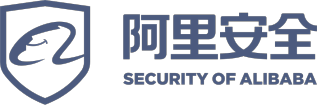 阿里安全
SECURITY OF ALIBABA